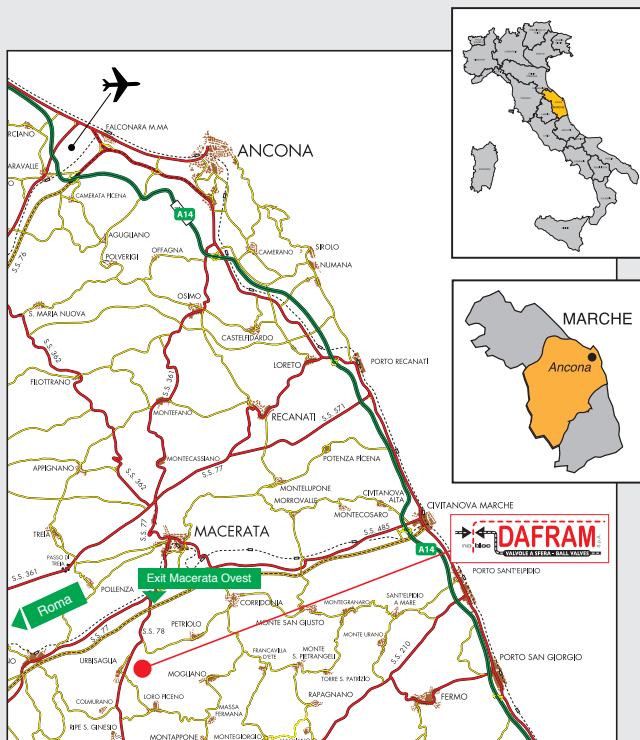 RCIANO
FALCONARA M.MA
ANCONA
ARAVALLE
CAMERATA PICENA
A14
S.S. 76
AGUGLIANO
OFFAGNA
POLVERIGI
CAMERANO
SIROLO
NUMANA
OSIMO
S. MARIA NUOVA
CASTELFIDARDO
S.S. 362
S.S. 361
LORETO
PORTO RECANATI
FILOTTRANO
MONTEFANO
RECANATI
S.S. 571
MONTECASSIANO
S.S. 77
POTENZA PICENA
APPIGNANO
S.S. 362
MONTELUPONE
MORROVALLE
CIVITANOVA
ALTA
CIVITANOVA MARCHE
MONTECOSARO
S.S. 77
MACERATA
S.S. 485
TREIA
PASSO DI
TREIA
A14
S.S. 361
Exit Macerata Ovest
POLLENZA
Roma
CORRIDONIA
MONTEGRANARO
SANT'ELPIDIO
A MARE
PORTO SANT'ELPIDIO
S.S. 78
PETRIOLO
MONTE SAN GIUSTO
MONTE URANO
S.S. 77
S.S. 210
URBISAGLIA
FRANCAVILLA
D'ETE
MONTE
S. PIETRANGELI
MOGLIANO
TORRE S. PATRIZIO
PORTO SAN GIORGIO
COLMURANO
LORO PICENO
RAPAGNANO
FERMO
MASSA
FERMANA
RIPE S. GINESIO
MONTAPPONE
MONTEGIORGIO
MARCHE
Ancona
DAFRAM
S.p.A.
VALVOLE A SFERA - BALL VALVES